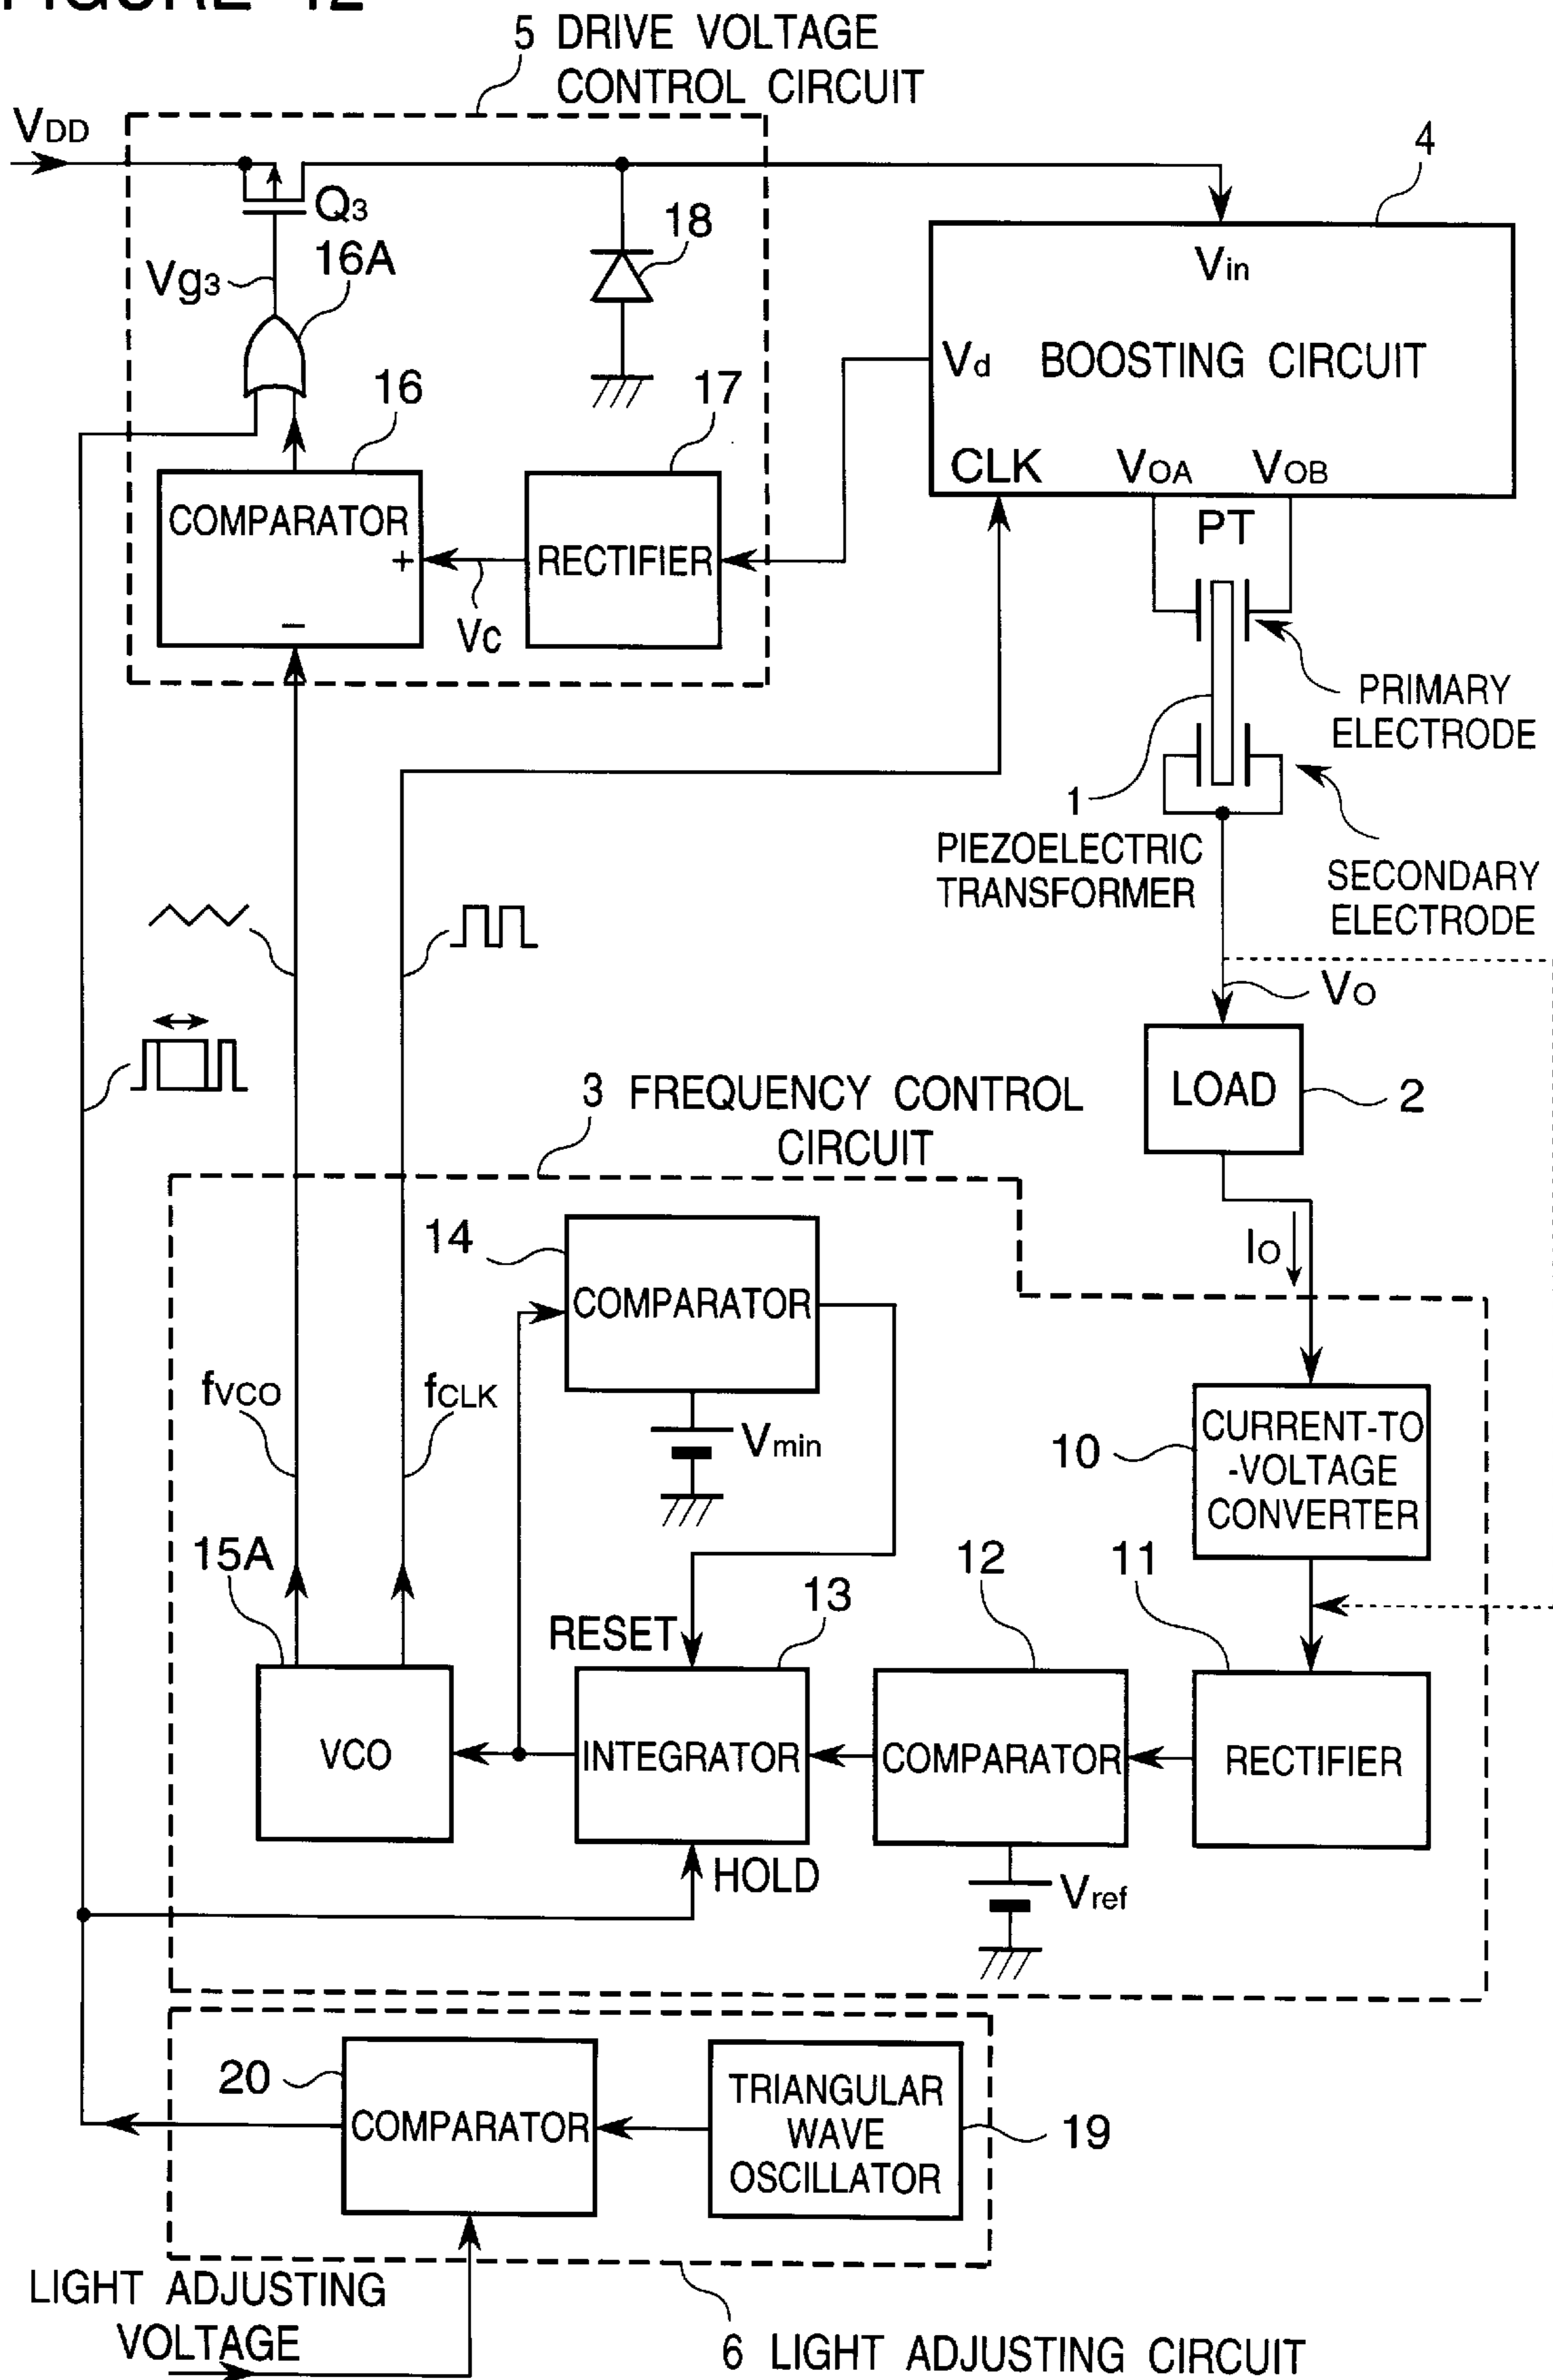 FIGURE 12
5 DRIVE VOLTAGE
CONTROL CIRCUIT
VDD
Q3
18
4
Vg3
16A
Vin
Vd
BOOSTING CIRCUIT
16
17
CLK
VOA
VOB
COMPARATOR
+
−
VC
RECTIFIER
PT
PRIMARY
ELECTRODE
1
PIEZOELECTRIC
TRANSFORMER
SECONDARY
ELECTRODE
VO
LOAD
2
3 FREQUENCY CONTROL
CIRCUIT
14
COMPARATOR
IO
fVCO
fCLK
Vmin
10
CURRENT-TO
-VOLTAGE
CONVERTER
15A
12
11
13
RESET
VCO
INTEGRATOR
COMPARATOR
RECTIFIER
HOLD
Vref
20
COMPARATOR
TRIANGULAR
WAVE
OSCILLATOR
19
LIGHT ADJUSTING
VOLTAGE
6 LIGHT ADJUSTING CIRCUIT